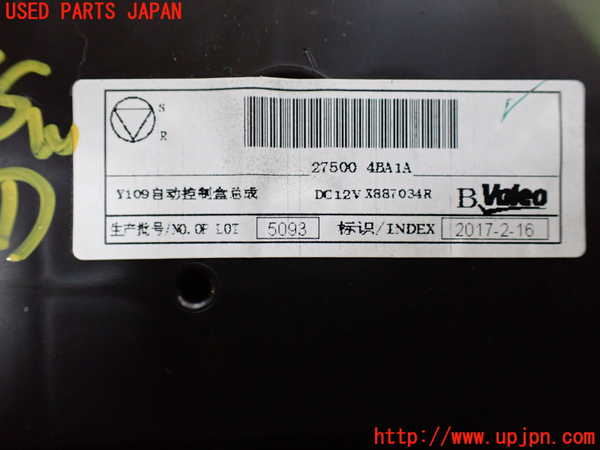 USED PARTS JAPAN
S
R
27500 4BA1A
Y109自动控制盒总成 DC12V X887034R B Valeo
生产批号/NO.OF LOT 5093 标识/INDEX 2017-2-16
http://www.upjpn.com/